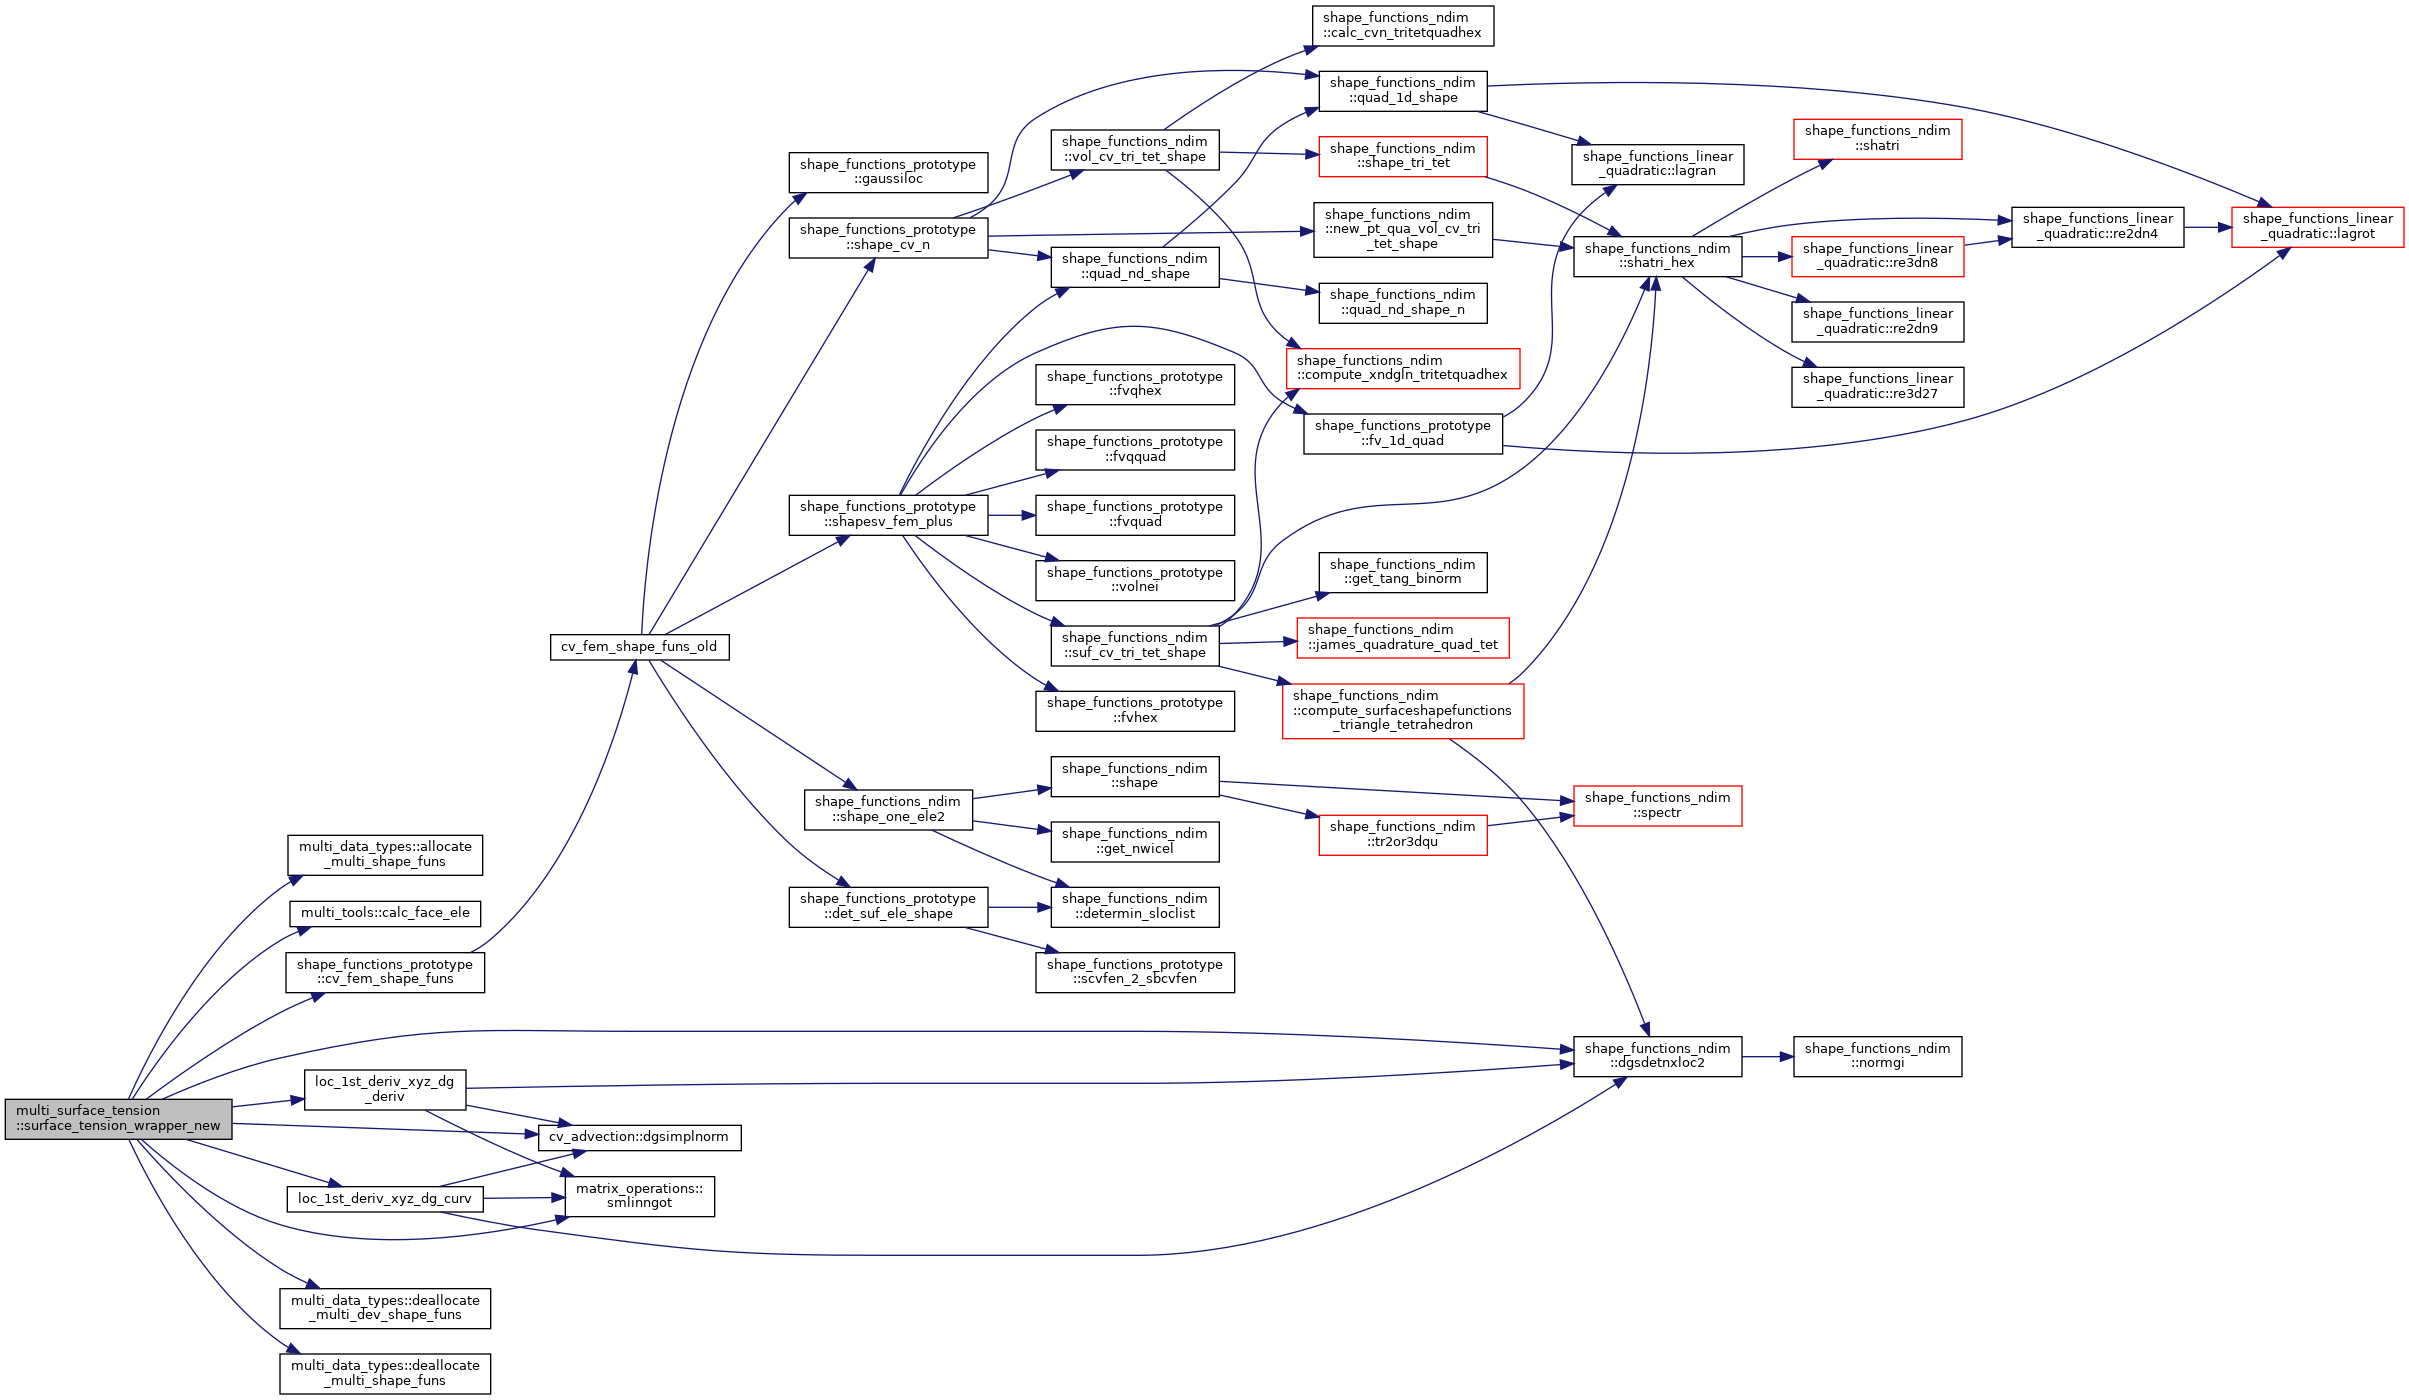 multi_surface_tension
::surface_tension_wrapper_new
multi_data_types::allocate
_multi_shape_funs
multi_tools::calc_face_ele
shape_functions_prototype
::cv_fem_shape_funs
loc_1st_deriv_xyz_dg
_deriv
loc_1st_deriv_xyz_dg_curv
multi_data_types::deallocate
_multi_dev_shape_funs
multi_data_types::deallocate
_multi_shape_funs
cv_fem_shape_funs_old
cv_advection::dgsimplnorm
matrix_operations::
smlinngot
shape_functions_prototype
::gaussiloc
shape_functions_prototype
::shape_cv_n
shape_functions_prototype
::shapesv_fem_plus
shape_functions_ndim
::shape_one_ele2
shape_functions_prototype
::det_suf_ele_shape
shape_functions_ndim
::vol_cv_tri_tet_shape
shape_functions_ndim
::quad_nd_shape
shape_functions_prototype
::fvqhex
shape_functions_prototype
::fvqquad
shape_functions_prototype
::fvquad
shape_functions_prototype
::volnei
shape_functions_ndim
::suf_cv_tri_tet_shape
shape_functions_prototype
::fvhex
shape_functions_ndim
::shape
shape_functions_ndim
::get_nwicel
shape_functions_ndim
::determin_sloclist
shape_functions_prototype
::scvfen_2_sbcvfen
shape_functions_ndim
::calc_cvn_tritetquadhex
shape_functions_ndim
::quad_1d_shape
shape_functions_ndim
::shape_tri_tet
shape_functions_ndim
::new_pt_qua_vol_cv_tri
_tet_shape
shape_functions_ndim
::quad_nd_shape_n
shape_functions_ndim
::compute_xndgln_tritetquadhex
shape_functions_prototype
::fv_1d_quad
shape_functions_ndim
::get_tang_binorm
shape_functions_ndim
::james_quadrature_quad_tet
shape_functions_ndim
::compute_surfaceshapefunctions
_triangle_tetrahedron
shape_functions_ndim
::tr2or3dqu
shape_functions_linear
_quadratic::lagran
shape_functions_ndim
::shatri_hex
shape_functions_ndim
::spectr
shape_functions_ndim
::dgsdetnxloc2
shape_functions_ndim
::shatri
shape_functions_linear
_quadratic::re3dn8
shape_functions_linear
_quadratic::re2dn9
shape_functions_linear
_quadratic::re3d27
shape_functions_ndim
::normgi
shape_functions_linear
_quadratic::re2dn4
shape_functions_linear
_quadratic::lagrot